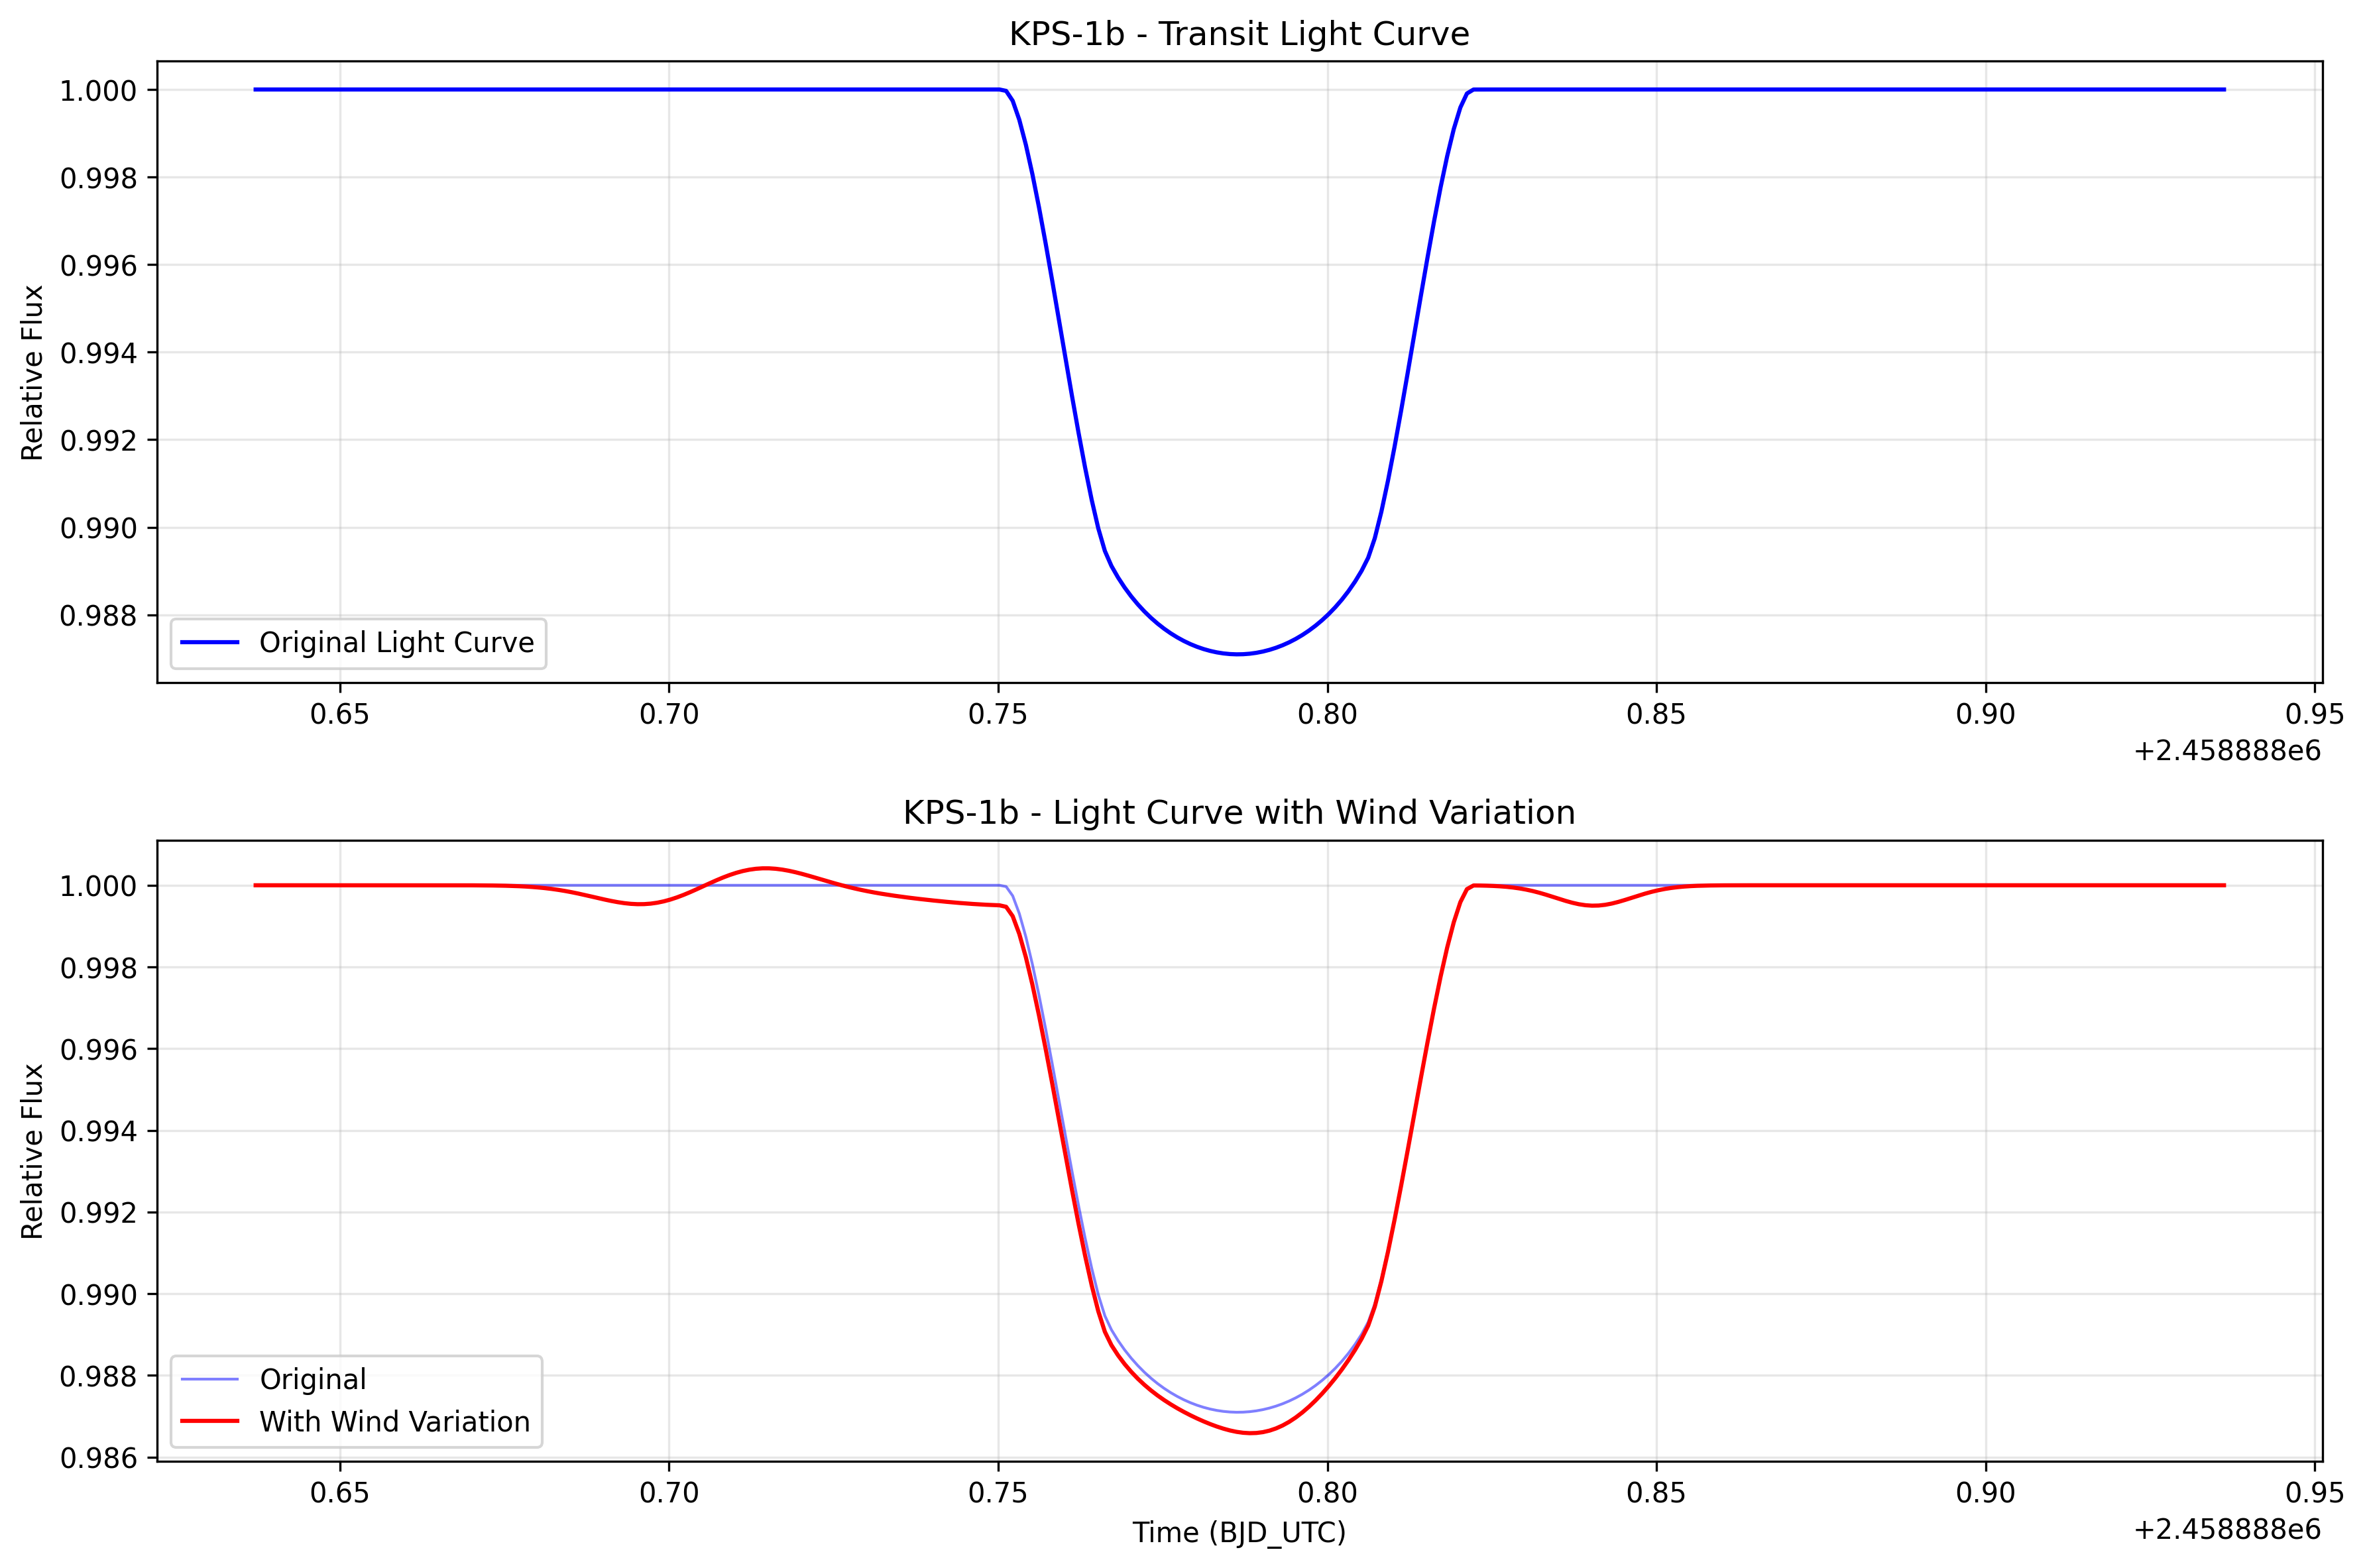 KPS-1b - Transit Light Curve
1.000
0.998
0.996
0.994
0.992
0.990
0.988
Relative Flux
Original Light Curve
0.65 0.70 0.75 0.80 0.85 0.90 0.95
+2.458888e6
KPS-1b - Light Curve with Wind Variation
1.000
0.998
0.996
0.994
0.992
0.990
0.988
0.986
Relative Flux
Original
With Wind Variation
0.65 0.70 0.75 0.80 0.85 0.90 0.95
Time (BJD_UTC)
+2.458888e6